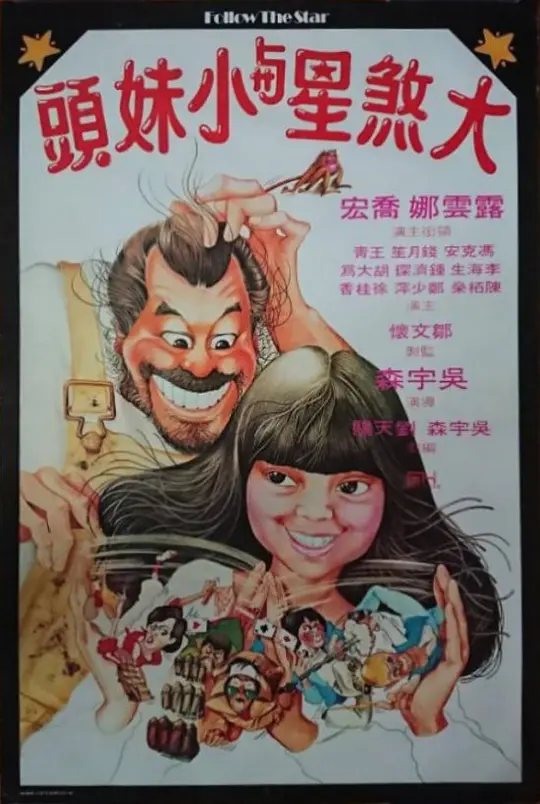 Follow The Star
大煞星與小妹頭
露雲娜 喬宏
領銜主演
馮克安 錢月笙 王青
李海生 胡大爲
鄭少萍 徐桂香
主演
鄒文懷
監製
吳宇森
導演
吳宇森 劉天賜
編劇